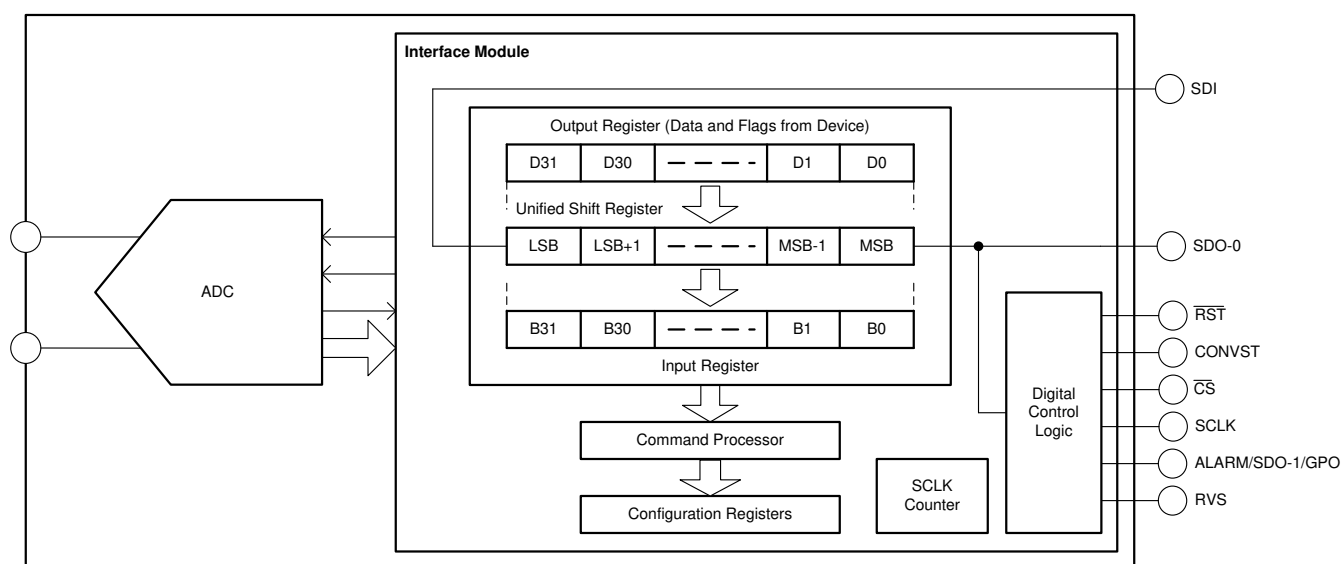 Interface Module
SDI
Output Register (Data and Flags from Device)
D31 D30 D1 D0
Unified Shift Register
LSB LSB+1 MSB-1 MSB
SDO-0
ADC
B31 B30 B1 B0
Input Register
RST
CONVST
CS
SCLK
ALARM/SDO-1/GPO
RVS
Digital
Control
Logic
Command Processor
SCLK
Counter
Configuration Registers